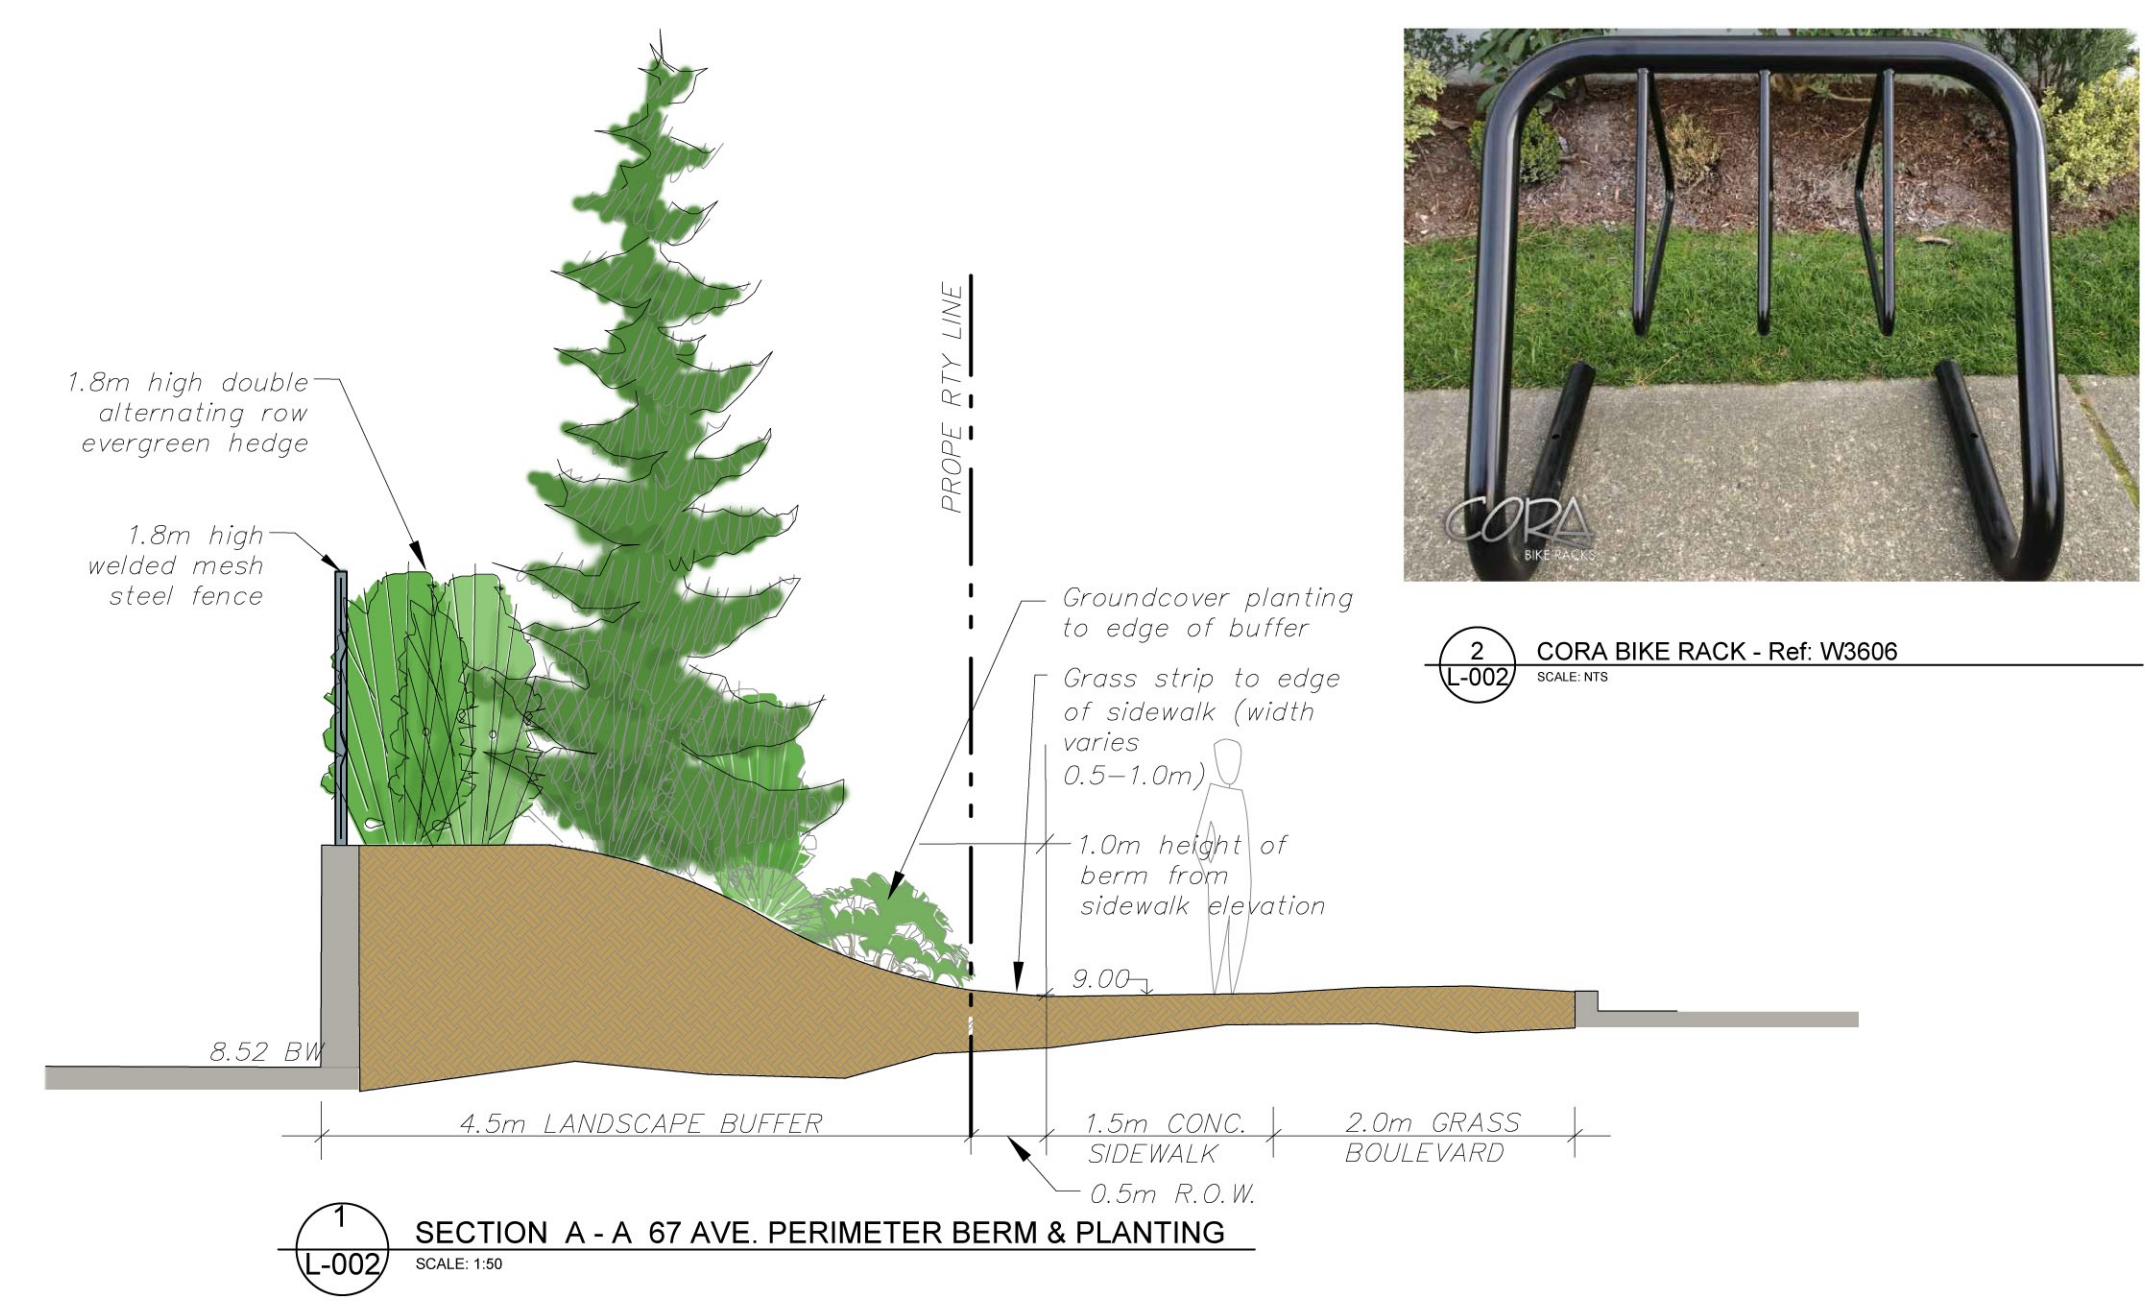 1.8m high double
alternating row
evergreen hedge
1.8m high
welded mesh
steel fence
PROPE RTY LINE
Groundcover planting
to edge of buffer
Grass strip to edge
of sidewalk (width
varies
0.5-1.0m)
1.0m height of
berm from
sidewalk elevation
9.00
8.52 BW
4.5m LANDSCAPE BUFFER
1.5m CONC.
SIDEWALK
2.0m GRASS
BOULEVARD
0.5m R.O.W.
1
L-002
SECTION A - A 67 AVE. PERIMETER BERM & PLANTING
SCALE: 1:50
CORA
BIKE RACKS
2
L-002
CORA BIKE RACK - Ref: W3606
SCALE: NTS